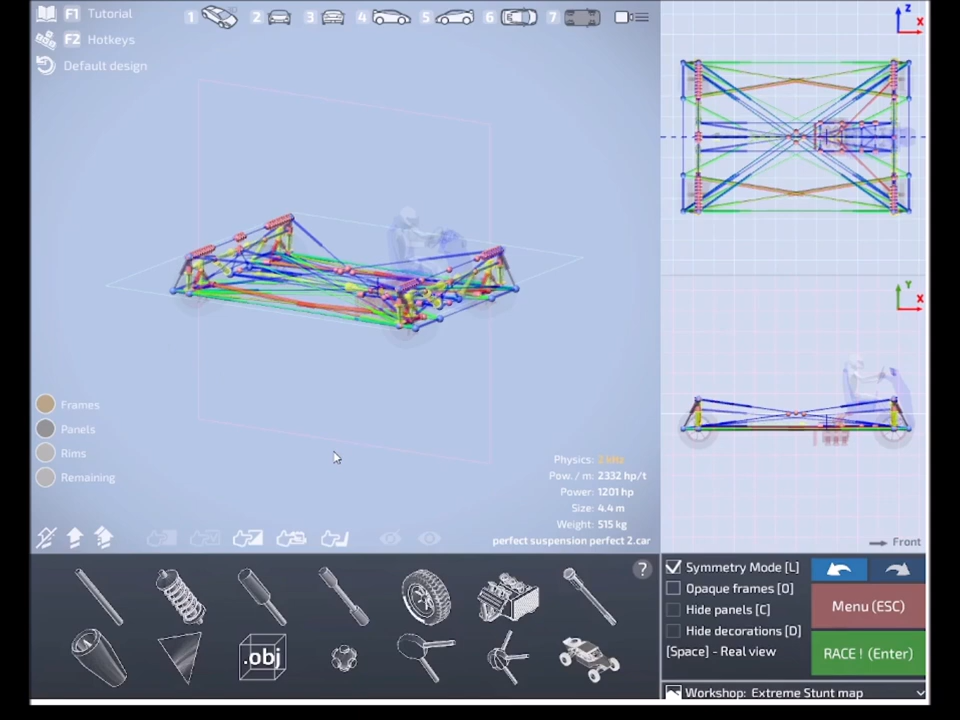 F1 Tutorial
F2 Hotkeys
Default design
1 2 3 4 5 6 7
Z
X
Y
X
Frames
Panels
Rims
Remaining
Physics: 2 kHz
Pow. / m: 2332 hp/t
Power: 1201 hp
Size: 4.4 m
Weight: 515 kg
perfect suspension perfect 2.car
Front
?
.obj
Symmetry Mode [L]
Opaque frames [O]
Hide panels [C]
Hide decorations [D]
[Space] - Real view
Menu (ESC)
RACE ! (Enter)
Workshop: Extreme Stunt map